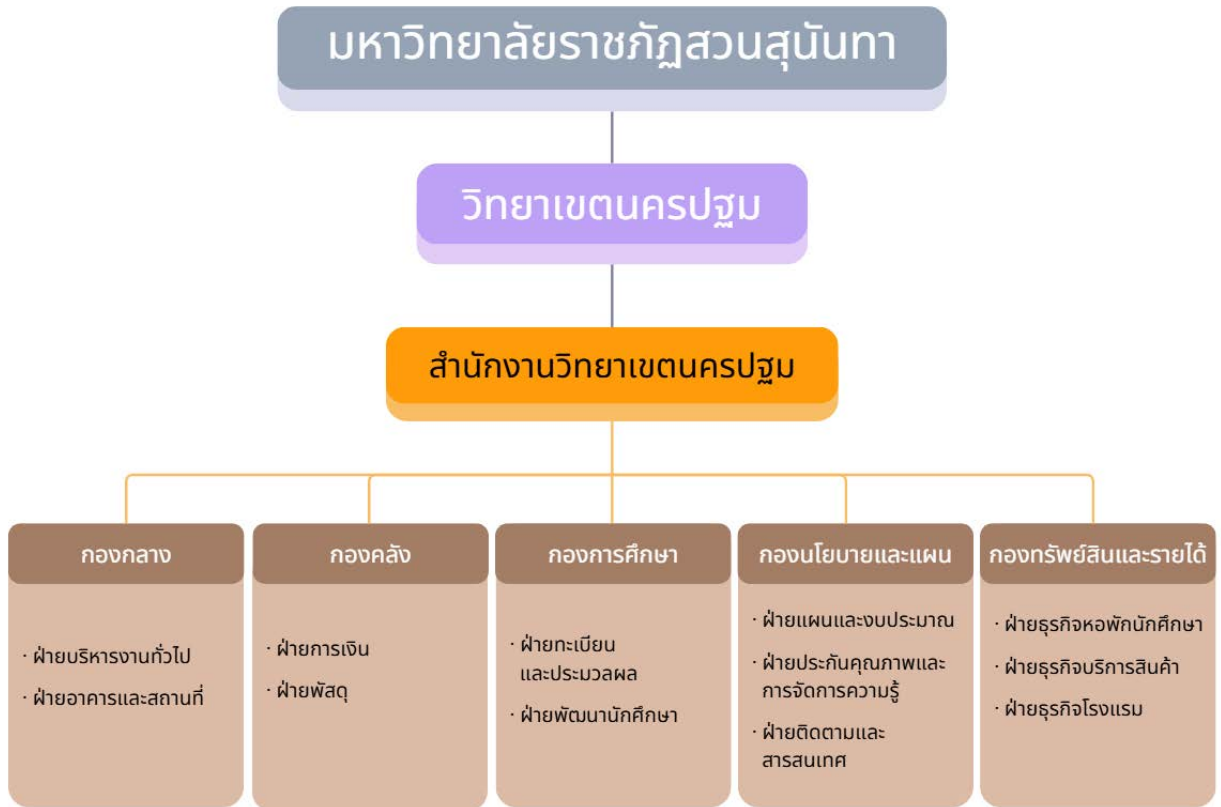 มหาวิทยาลัยราชภัฏสวนสุนันทา
วิทยาเขตนครปฐม
สำนักงานวิทยาเขตนครปฐม
กองกลาง
· ฝ่ายบริหารงานทั่วไป
· ฝ่ายอาคารและสถานที่
กองคลัง
· ฝ่ายการเงิน
· ฝ่ายพัสดุ
กองการศึกษา
· ฝ่ายทะเบียน
และประมวลผล
· ฝ่ายพัฒนานักศึกษา
กองนโยบายและแผน
· ฝ่ายแผนและงบประมาณ
· ฝ่ายประกันคุณภาพและ
การจัดการความรู้
· ฝ่ายติดตามและ
สารสนเทศ
กองทรัพย์สินและรายได้
· ฝ่ายธุรกิจหอพักนักศึกษา
· ฝ่ายธุรกิจบริการสินค้า
· ฝ่ายธุรกิจโรงแรม